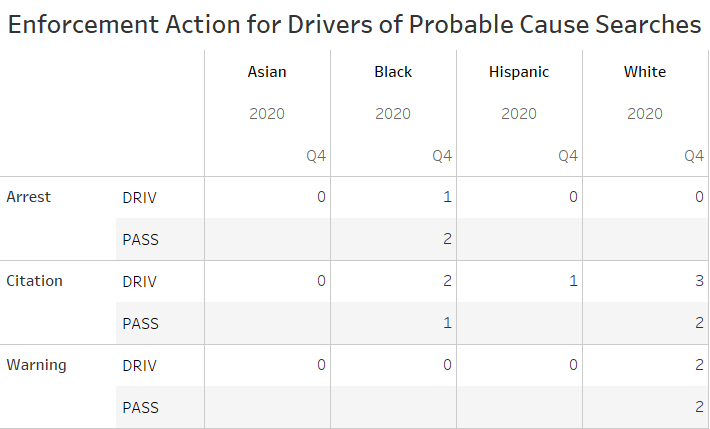 Enforcement Action for Drivers of Probable Cause Searches
Asian Black Hispanic White
2020 2020 2020 2020
Q4 Q4 Q4 Q4
Arrest DRIV 0 1 0 0
PASS 2
Citation DRIV 0 2 1 3
PASS 1 2
Warning DRIV 0 0 0 2
PASS 2